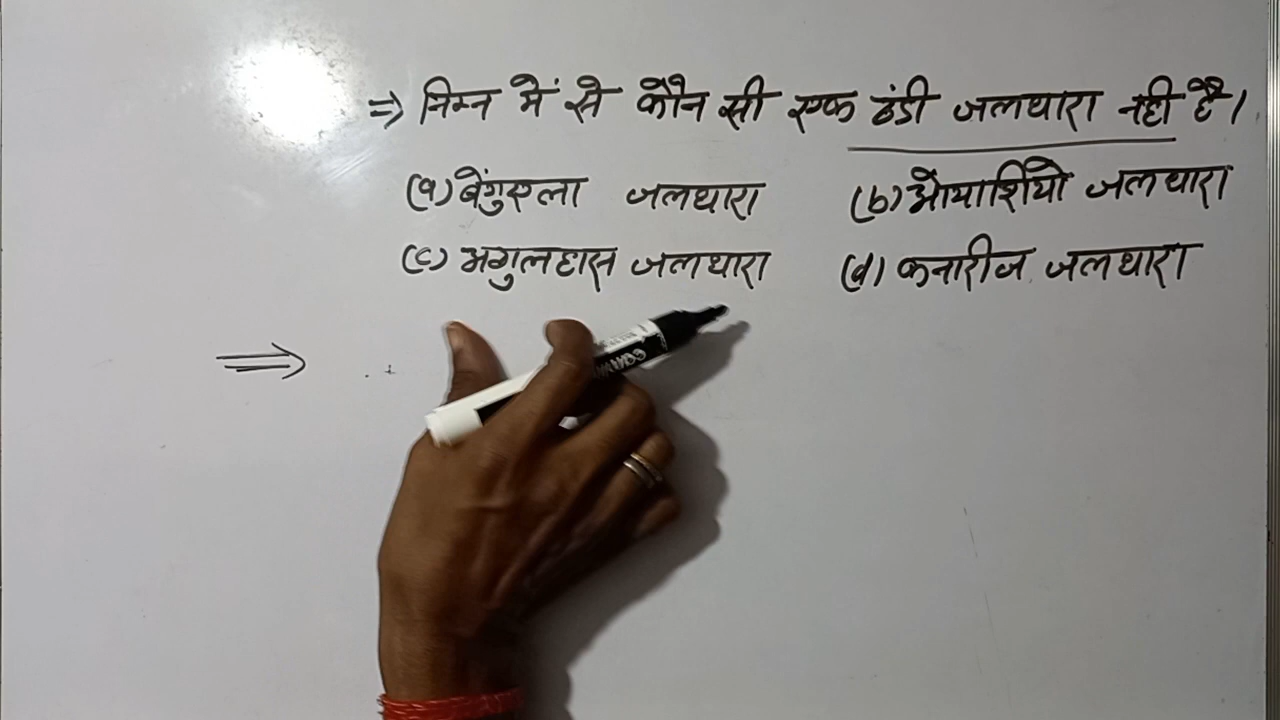 ⇒ निम्न में से कौन सी एक ठंडी जलधारा नही है।
(a) बेंगुएला जलधारा (b) ओयाशियो जलधारा
(c) अगुलहास जलधारा (d) कनारीज जलधारा
⇒